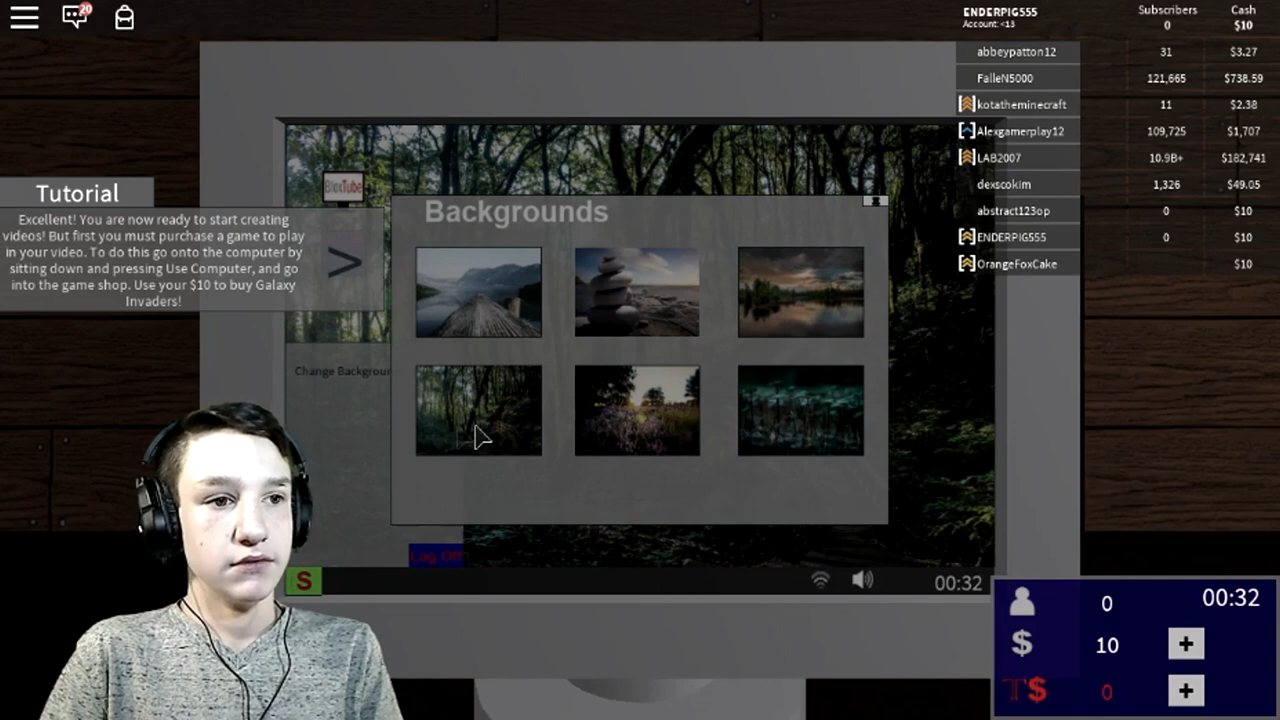 20
ENDERPIG555
Account: <13
Subscribers
0
Cash
$10
abbeypatton12 31 $3.27
FalleN5000 121,665 $738.59
kotatheminecraft 11 $2.38
Alexgamerplay12 109,725 $1,707
LAB2007 10.9B+ $182,741
dexscokim 1,326 $49.05
abstract123op 0 $10
ENDERPIG555 0 $10
OrangeFoxCake $10
Tutorial
Excellent! You are now ready to start creating
videos! But first you must purchase a game to play
in your video. To do this go onto the computer by
sitting down and pressing Use Computer, and go
into the game shop. Use your $10 to buy Galaxy
Invaders!
BloxTube
>
Backgrounds
X
Change Backgroun
Log Off
S
00:32
0 00:32
$ 10 +
T$ 0 +